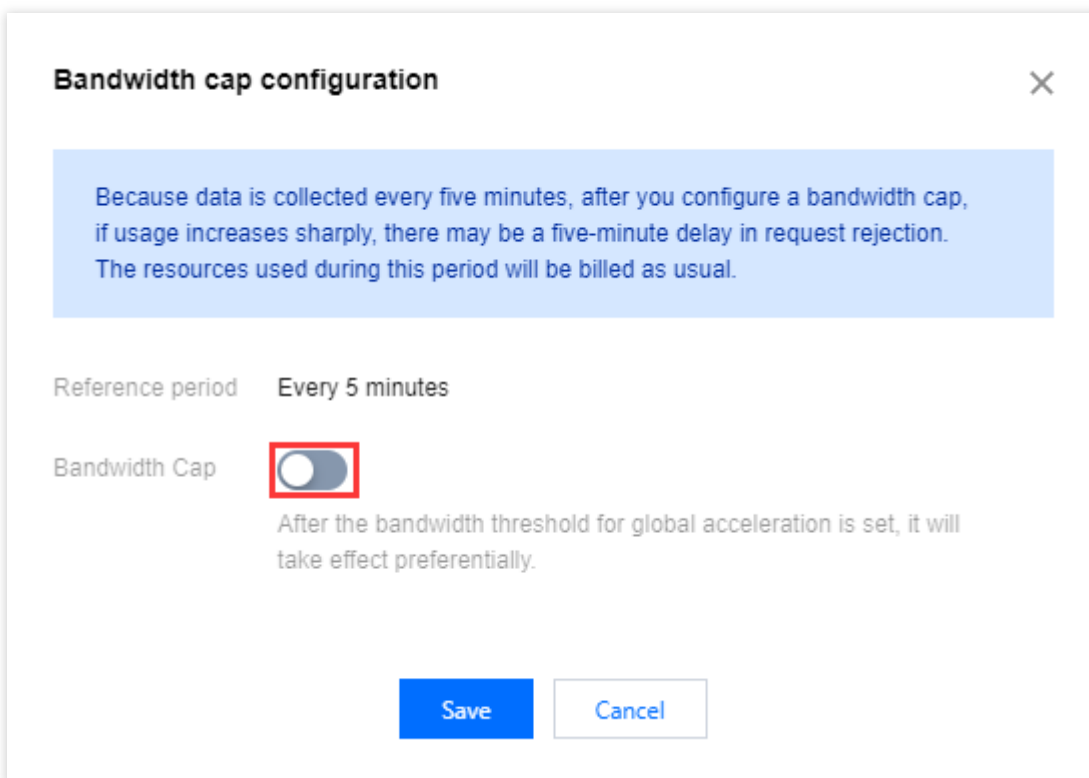 Bandwidth cap configuration
Because data is collected every five minutes, after you configure a bandwidth cap,
if usage increases sharply, there may be a five-minute delay in request rejection.
The resources used during this period will be billed as usual.
Reference period Every 5 minutes
Bandwidth Cap
After the bandwidth threshold for global acceleration is set, it will
take effect preferentially.
Save Cancel